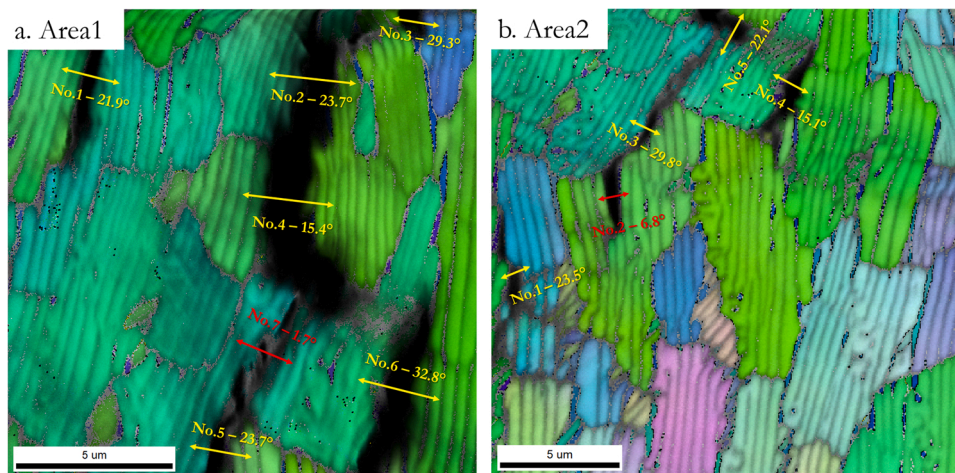 a. Area1
No.3–29.3°
No.1–21.9°
No.2–23.7°
No.4–15.4°
No.7–1.7°
No.6–32.8°
No.5–23.7°
5 um
b. Area2
No.5–22.1°
No.4–15.1°
No.3–29.8°
No.2–6.8°
No.1–23.5°
5 um